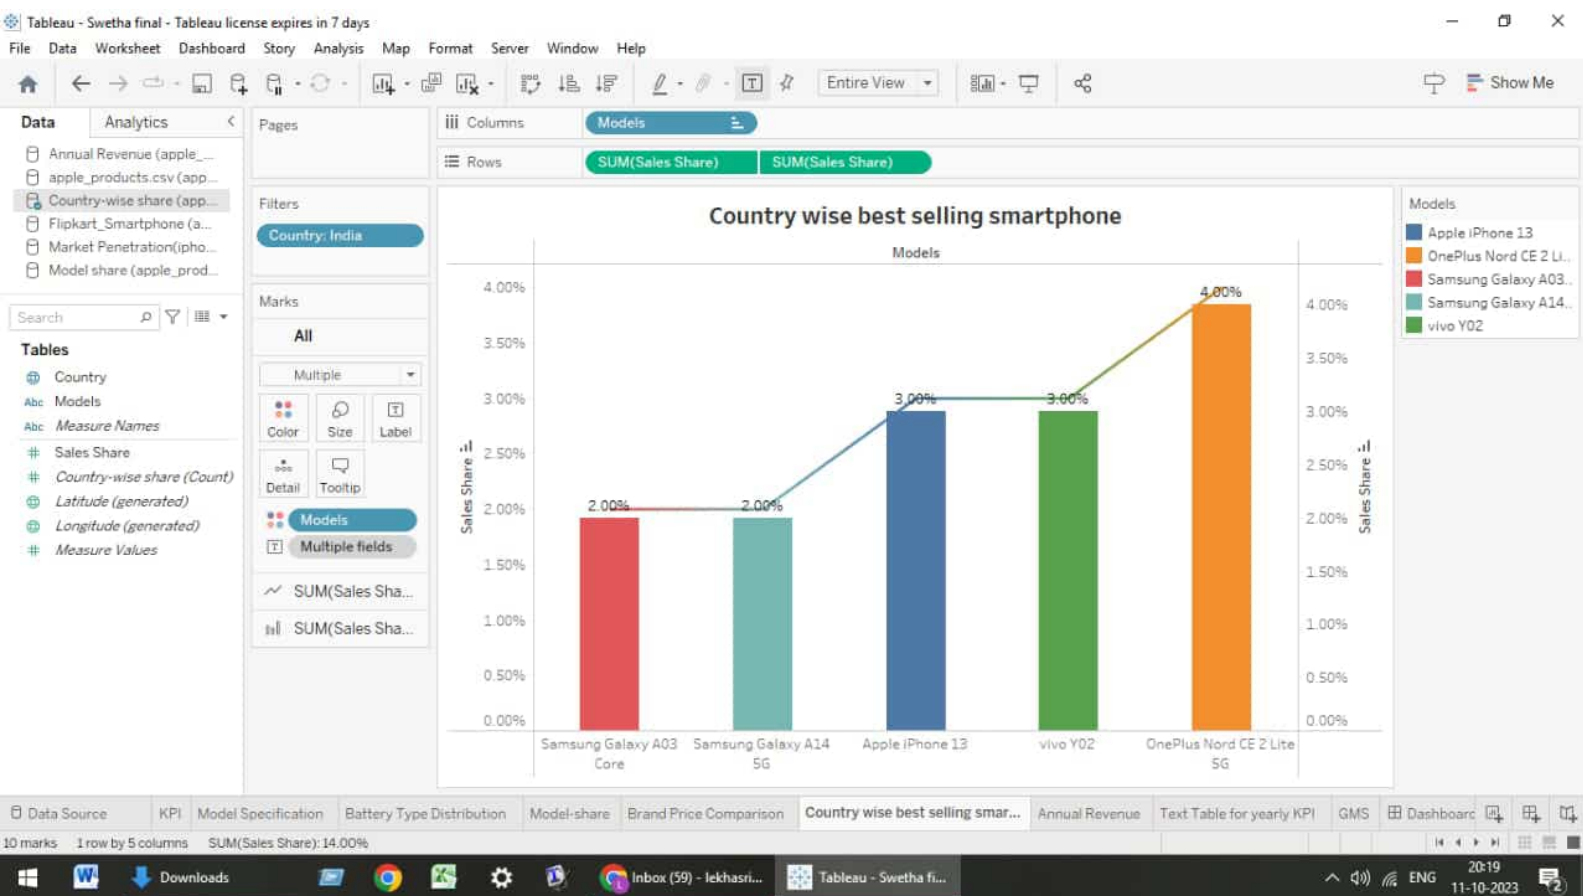 Tableau - Swetha final - Tableau license expires in 7 days
File Data Worksheet Dashboard Story Analysis Map Format Server Window Help
Entire View
Show Me
Data Analytics
Annual Revenue (apple_...
apple_products.csv (app...
Country-wise share (app...
Flipkart_Smartphone (a...
Market Penetration(ipho...
Model share (apple_prod...
Search
Tables
Country
Abc Models
Abc Measure Names
Sales Share
Country-wise share (Count)
Latitude (generated)
Longitude (generated)
Measure Values
Pages
Filters
Country: India
Marks
All
Multiple
Color Size Label
Detail Tooltip
Models
Multiple fields
SUM(Sales Sha...
SUM(Sales Sha...
Columns Models
Rows SUM(Sales Share) SUM(Sales Share)
Country wise best selling smartphone
Models
4.00%
3.50%
3.00%
2.50%
2.00%
1.50%
1.00%
0.50%
0.00%
Sales Share
2.00% 2.00% 3.00% 3.00% 4.00%
4.00%
3.50%
3.00%
2.50%
2.00%
1.50%
1.00%
0.50%
0.00%
Sales Share
Samsung Galaxy A03
Core
Samsung Galaxy A14
5G
Apple iPhone 13
vivo Y02
OnePlus Nord CE 2 Lite
5G
Models
Apple iPhone 13
OnePlus Nord CE 2 Li..
Samsung Galaxy A03..
Samsung Galaxy A14..
vivo Y02
Data Source KPI Model Specification Battery Type Distribution Model-share Brand Price Comparison Country wise best selling smar... Annual Revenue Text Table for yearly KPI GMS Dashboard
10 marks 1 row by 5 columns SUM(Sales Share): 14.00%
Downloads
Inbox (59) - lekhasri...
Tableau - Swetha fi...
ENG
20:19
11-10-2023
2